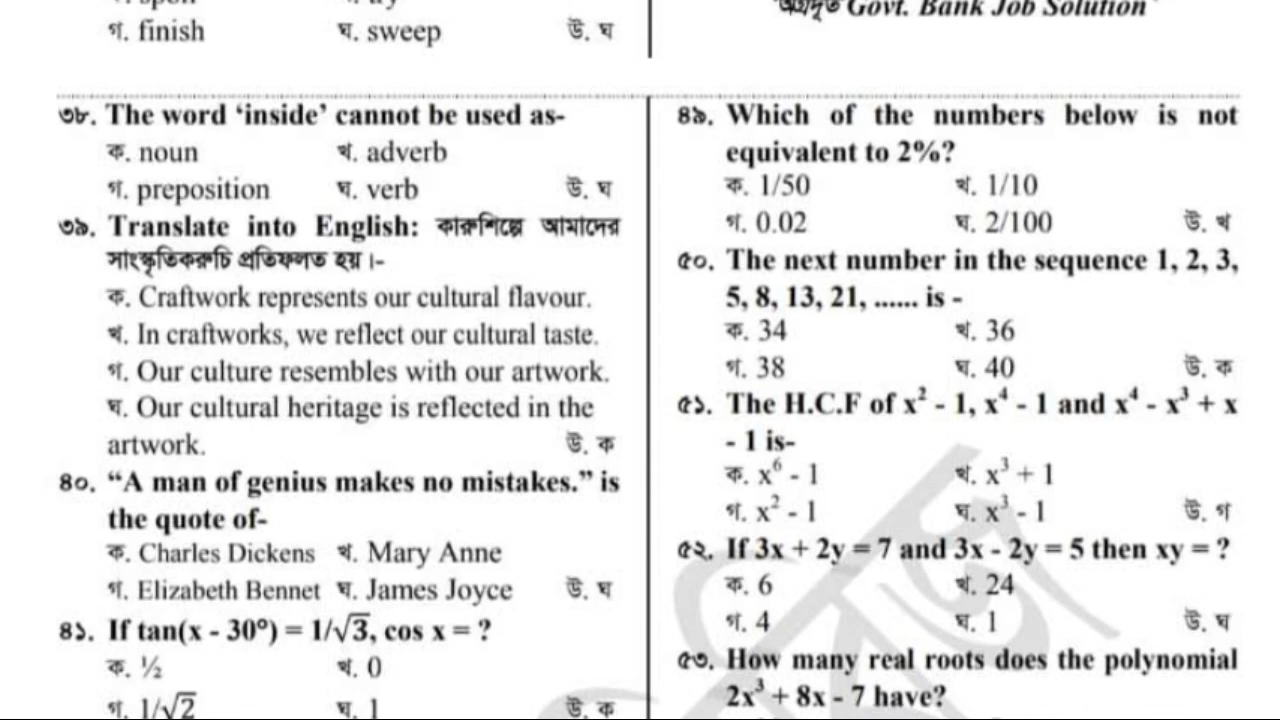 গ. finish ঘ. sweep উ. ঘ
৩৮. The word ‘inside’ cannot be used as-
ক. noun খ. adverb
গ. preposition ঘ. verb উ. ঘ
৩৯. Translate into English: কারুশিল্পে আমাদের
সাংস্কৃতিকরুচি প্রতিফলত হয়।-
ক. Craftwork represents our cultural flavour.
খ. In craftworks, we reflect our cultural taste.
গ. Our culture resembles with our artwork.
ঘ. Our cultural heritage is reflected in the
artwork. উ. ক
৪০. “A man of genius makes no mistakes.” is
the quote of-
ক. Charles Dickens খ. Mary Anne
গ. Elizabeth Bennet ঘ. James Joyce উ. ঘ
৪১. If tan(x - 30°) = 1/√3, cos x = ?
ক. ½ খ. 0
গ. 1/√2 ঘ. 1 উ. ক
অগ্রদূত Govt. Bank Job Solution
৪৯. Which of the numbers below is not
equivalent to 2%?
ক. 1/50 খ. 1/10
গ. 0.02 ঘ. 2/100 উ. খ
৫০. The next number in the sequence 1, 2, 3,
5, 8, 13, 21, ...... is -
ক. 34 খ. 36
গ. 38 ঘ. 40 উ. ক
৫১. The H.C.F of x² - 1, x⁴ - 1 and x⁴ - x³ + x
- 1 is-
ক. x⁶ - 1 খ. x³ + 1
গ. x² - 1 ঘ. x³ - 1 উ. গ
৫২. If 3x + 2y = 7 and 3x - 2y = 5 then xy = ?
ক. 6 খ. 24
গ. 4 ঘ. 1 উ. ঘ
৫৩. How many real roots does the polynomial
2x³ + 8x - 7 have?